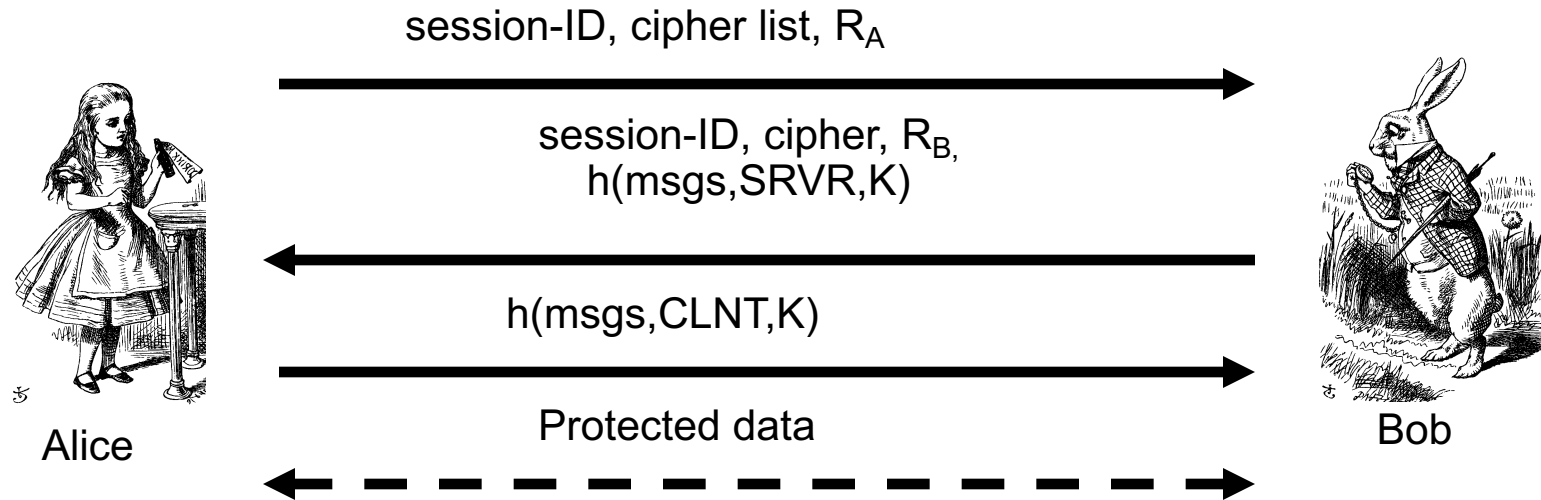 session-ID, cipher list, R_A
session-ID, cipher, R_B,
h(msgs,SRVR,K)
h(msgs,CLNT,K)
Protected data
Alice
Bob